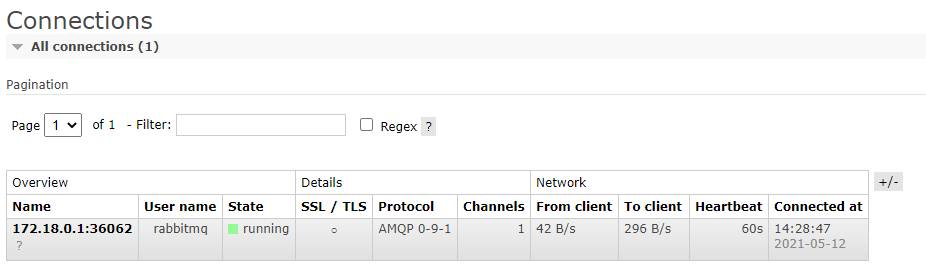 Connections
All connections (1)
Pagination
Page 1 of 1 - Filter: Regex ?
Overview Details Network +/-
Name User name State SSL / TLS Protocol Channels From client To client Heartbeat Connected at
172.18.0.1:36062 rabbitmq running ○ AMQP 0-9-1 1 42 B/s 296 B/s 60s 14:28:47
? 2021-05-12